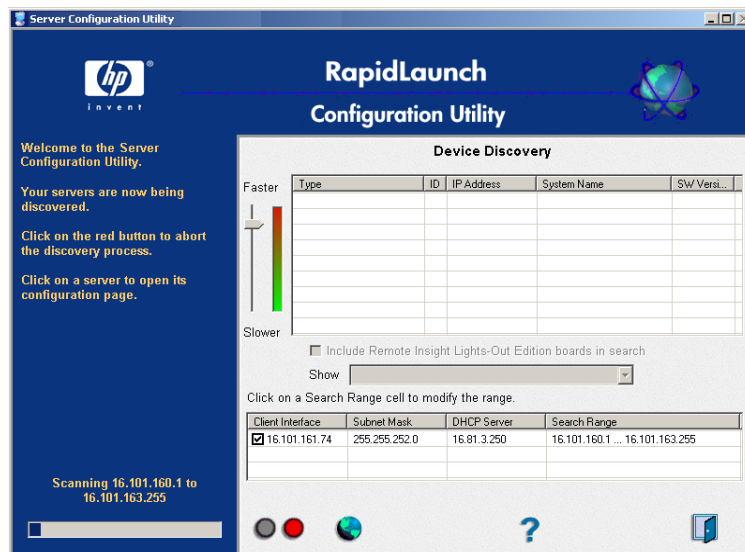 Server Configuration Utility
hp
invent
RapidLaunch
Configuration Utility
Welcome to the Server
Configuration Utility.
Your servers are now being
discovered.
Click on the red button to abort
the discovery process.
Click on a server to open its
configuration page.
Scanning 16.101.160.1 to
16.101.163.255
Device Discovery
Faster
Slower
Type ID IP Address System Name SW Versi...
Include Remote Insight Lights-Out Edition boards in search
Show
Click on a Search Range cell to modify the range.
Client Interface Subnet Mask DHCP Server Search Range
16.101.161.74 255.255.252.0 16.81.3.250 16.101.160.1 ... 16.101.163.255
?